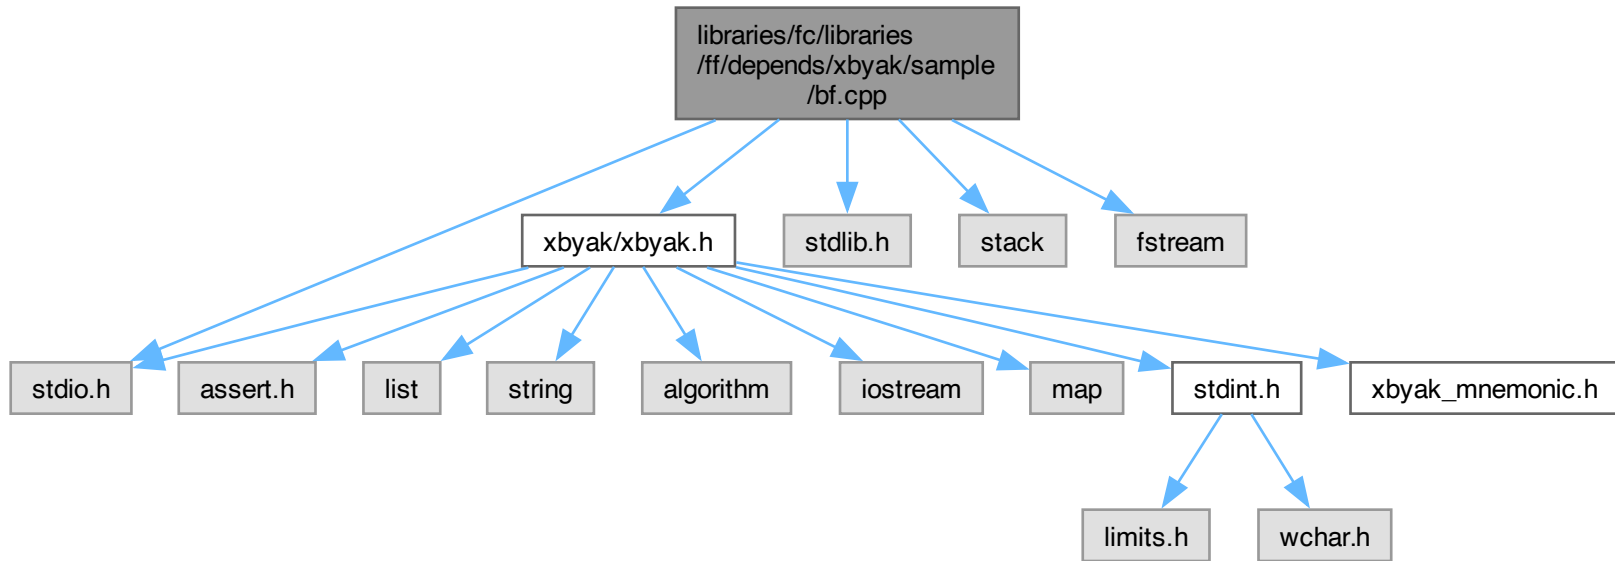 libraries/fc/libraries
/ff/depends/xbyak/sample
/bf.cpp
xbyak/xbyak.h
stdlib.h
stack
fstream
stdio.h
assert.h
list
string
algorithm
iostream
map
stdint.h
xbyak_mnemonic.h
limits.h
wchar.h